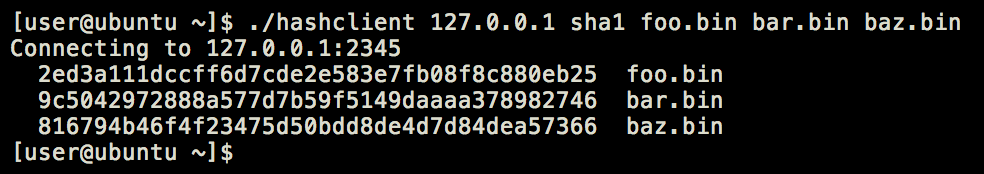 [user@ubuntu ~]$ ./hashclient 127.0.0.1 sha1 foo.bin bar.bin baz.bin
Connecting to 127.0.0.1:2345
  2ed3a111dccff6d7cde2e583e7fb08f8c880eb25  foo.bin
  9c5042972888a577d7b59f5149daaaa378982746  bar.bin
  816794b46f4f23475d50bdd8de4d7d84dea57366  baz.bin
[user@ubuntu ~]$